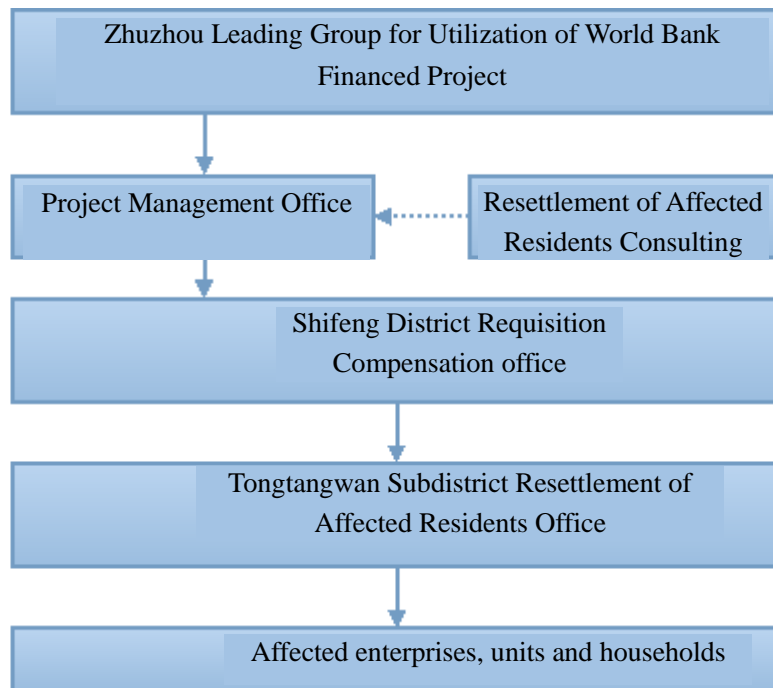 Zhuzhou Leading Group for Utilization of World Bank
Financed Project
Project Management Office
Resettlement of Affected
Residents Consulting
Shifeng District Requisition
Compensation office
Tongtangwan Subdistrict Resettlement of
Affected Residents Office
Affected enterprises, units and households